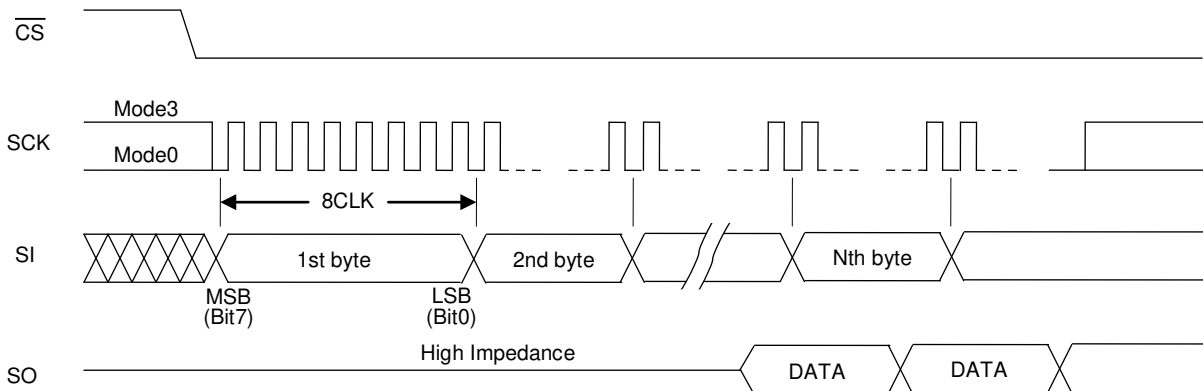 CS
Mode3
SCK
Mode0
8CLK
SI
1st byte
2nd byte
Nth byte
MSB
(Bit7)
LSB
(Bit0)
High Impedance
SO
DATA
DATA